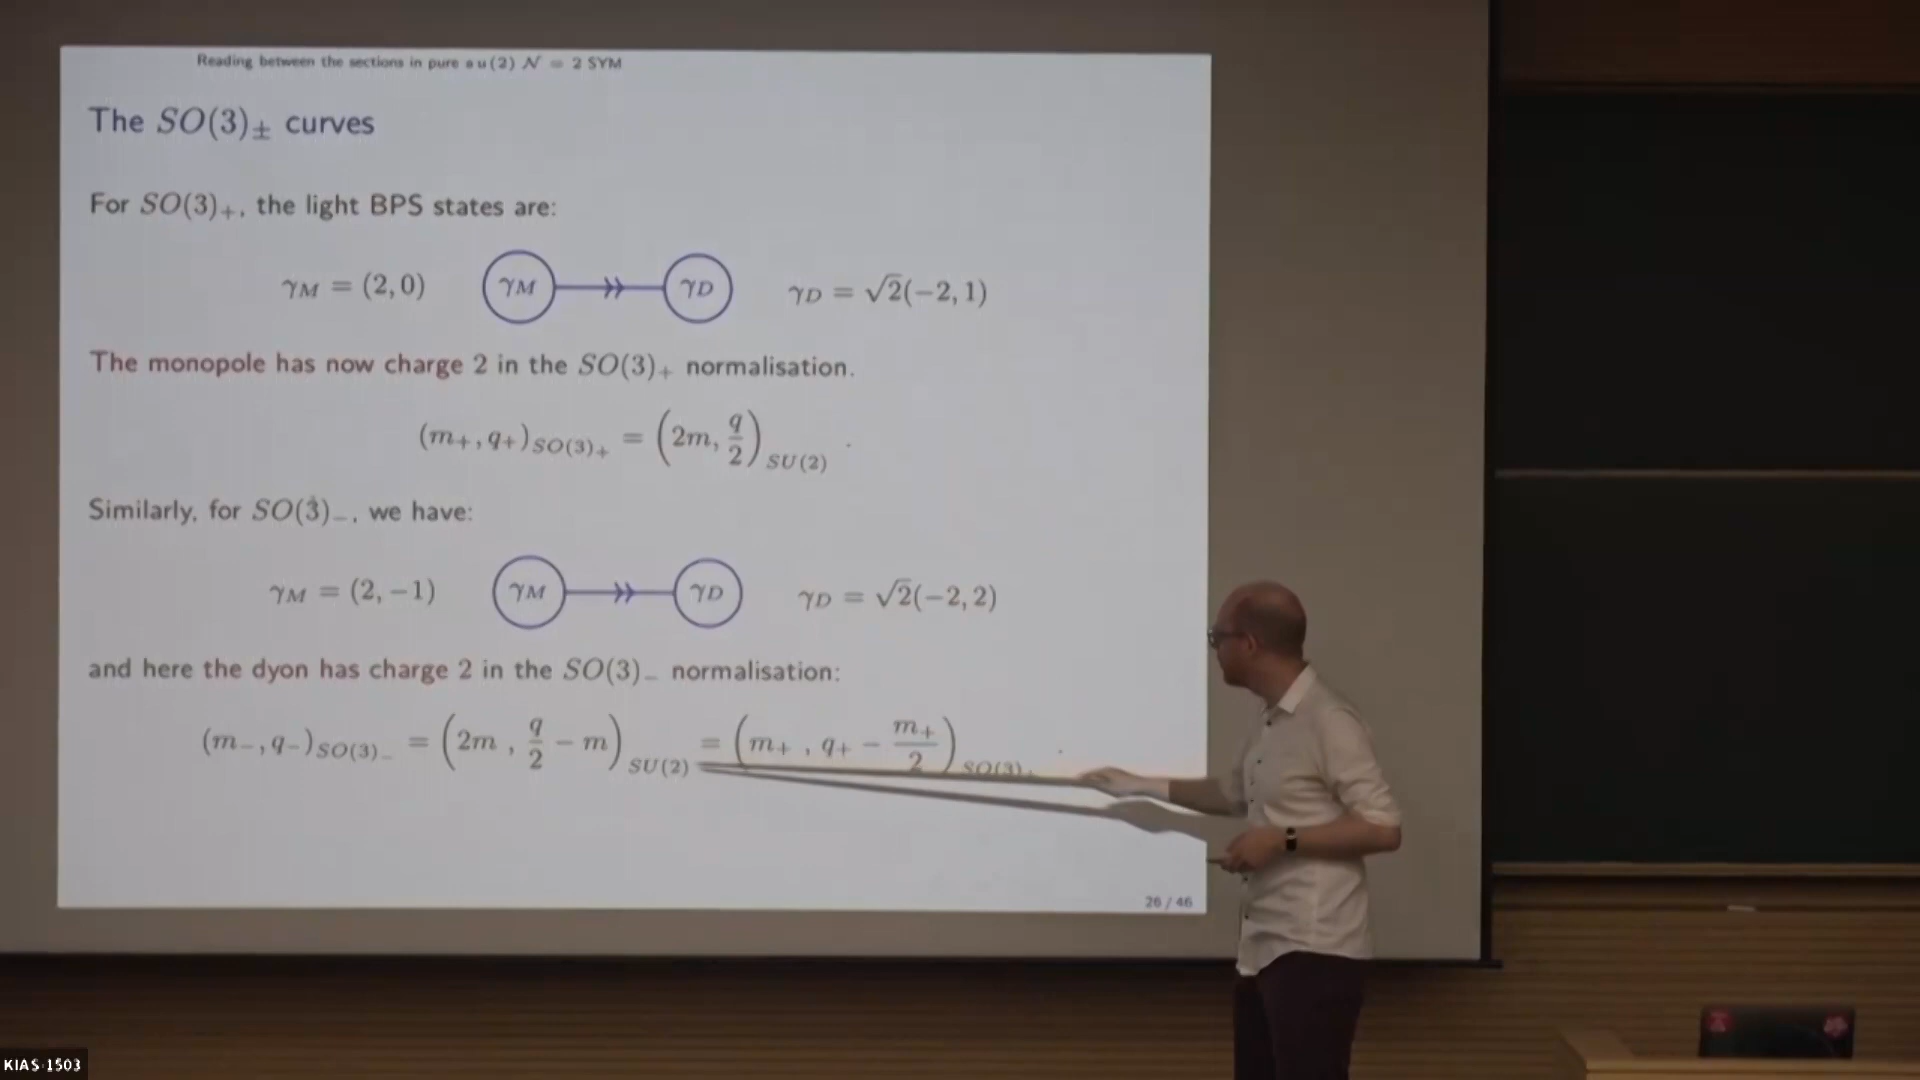 Reading between the sections in pure su(2) N = 2 SYM
The SO(3)± curves
For SO(3)+, the light BPS states are:
γM = (2,0) γM γD γD = √2(−2, 1)
The monopole has now charge 2 in the SO(3)+ normalisation.
(m+, q+)SO(3)+ = (2m, q/2)SU(2) .
Similarly, for SO(3)−, we have:
γM = (2, −1) γM γD γD = √2(−2, 2)
and here the dyon has charge 2 in the SO(3)− normalisation:
(m−, q−)SO(3)− = (2m , q/2 − m)SU(2) = (m+ , q+ − m+/2)SO(3)
26 / 46
KIAS-1503